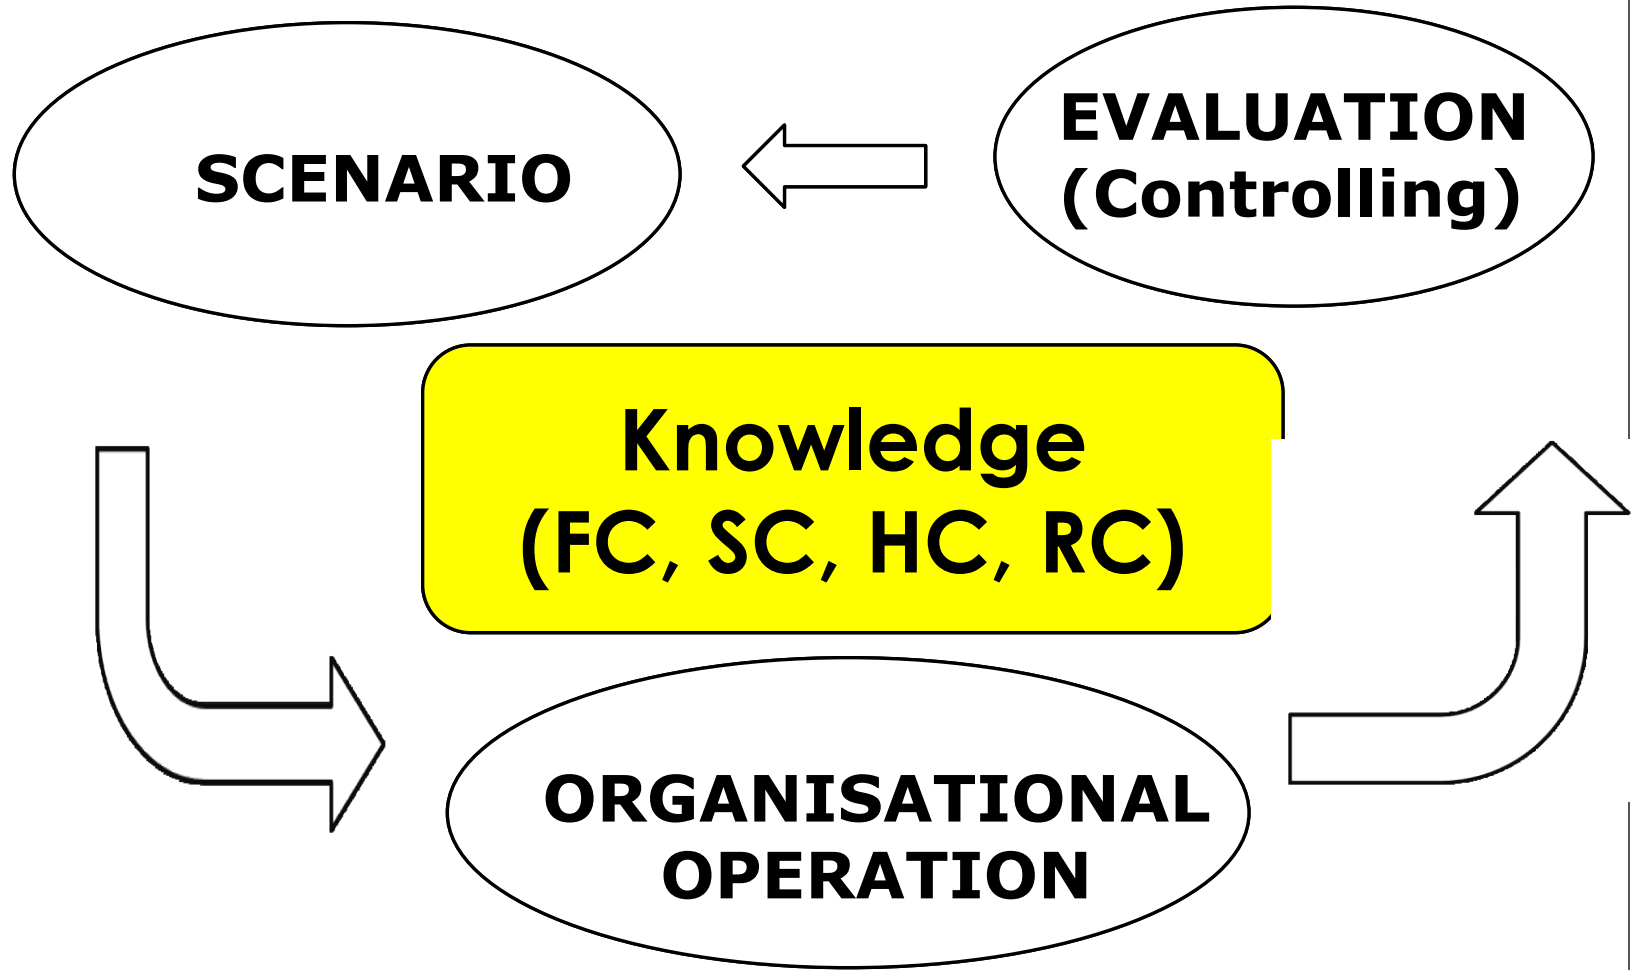 SCENARIO
EVALUATION
(Controlling)
Knowledge
(FC, SC, HC, RC)
ORGANISATIONAL
OPERATION